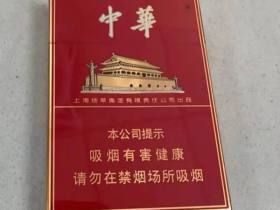 中華
上海烟草集团有限责任公司出品
本公司提示
吸烟有害健康
请勿在禁烟场所吸烟